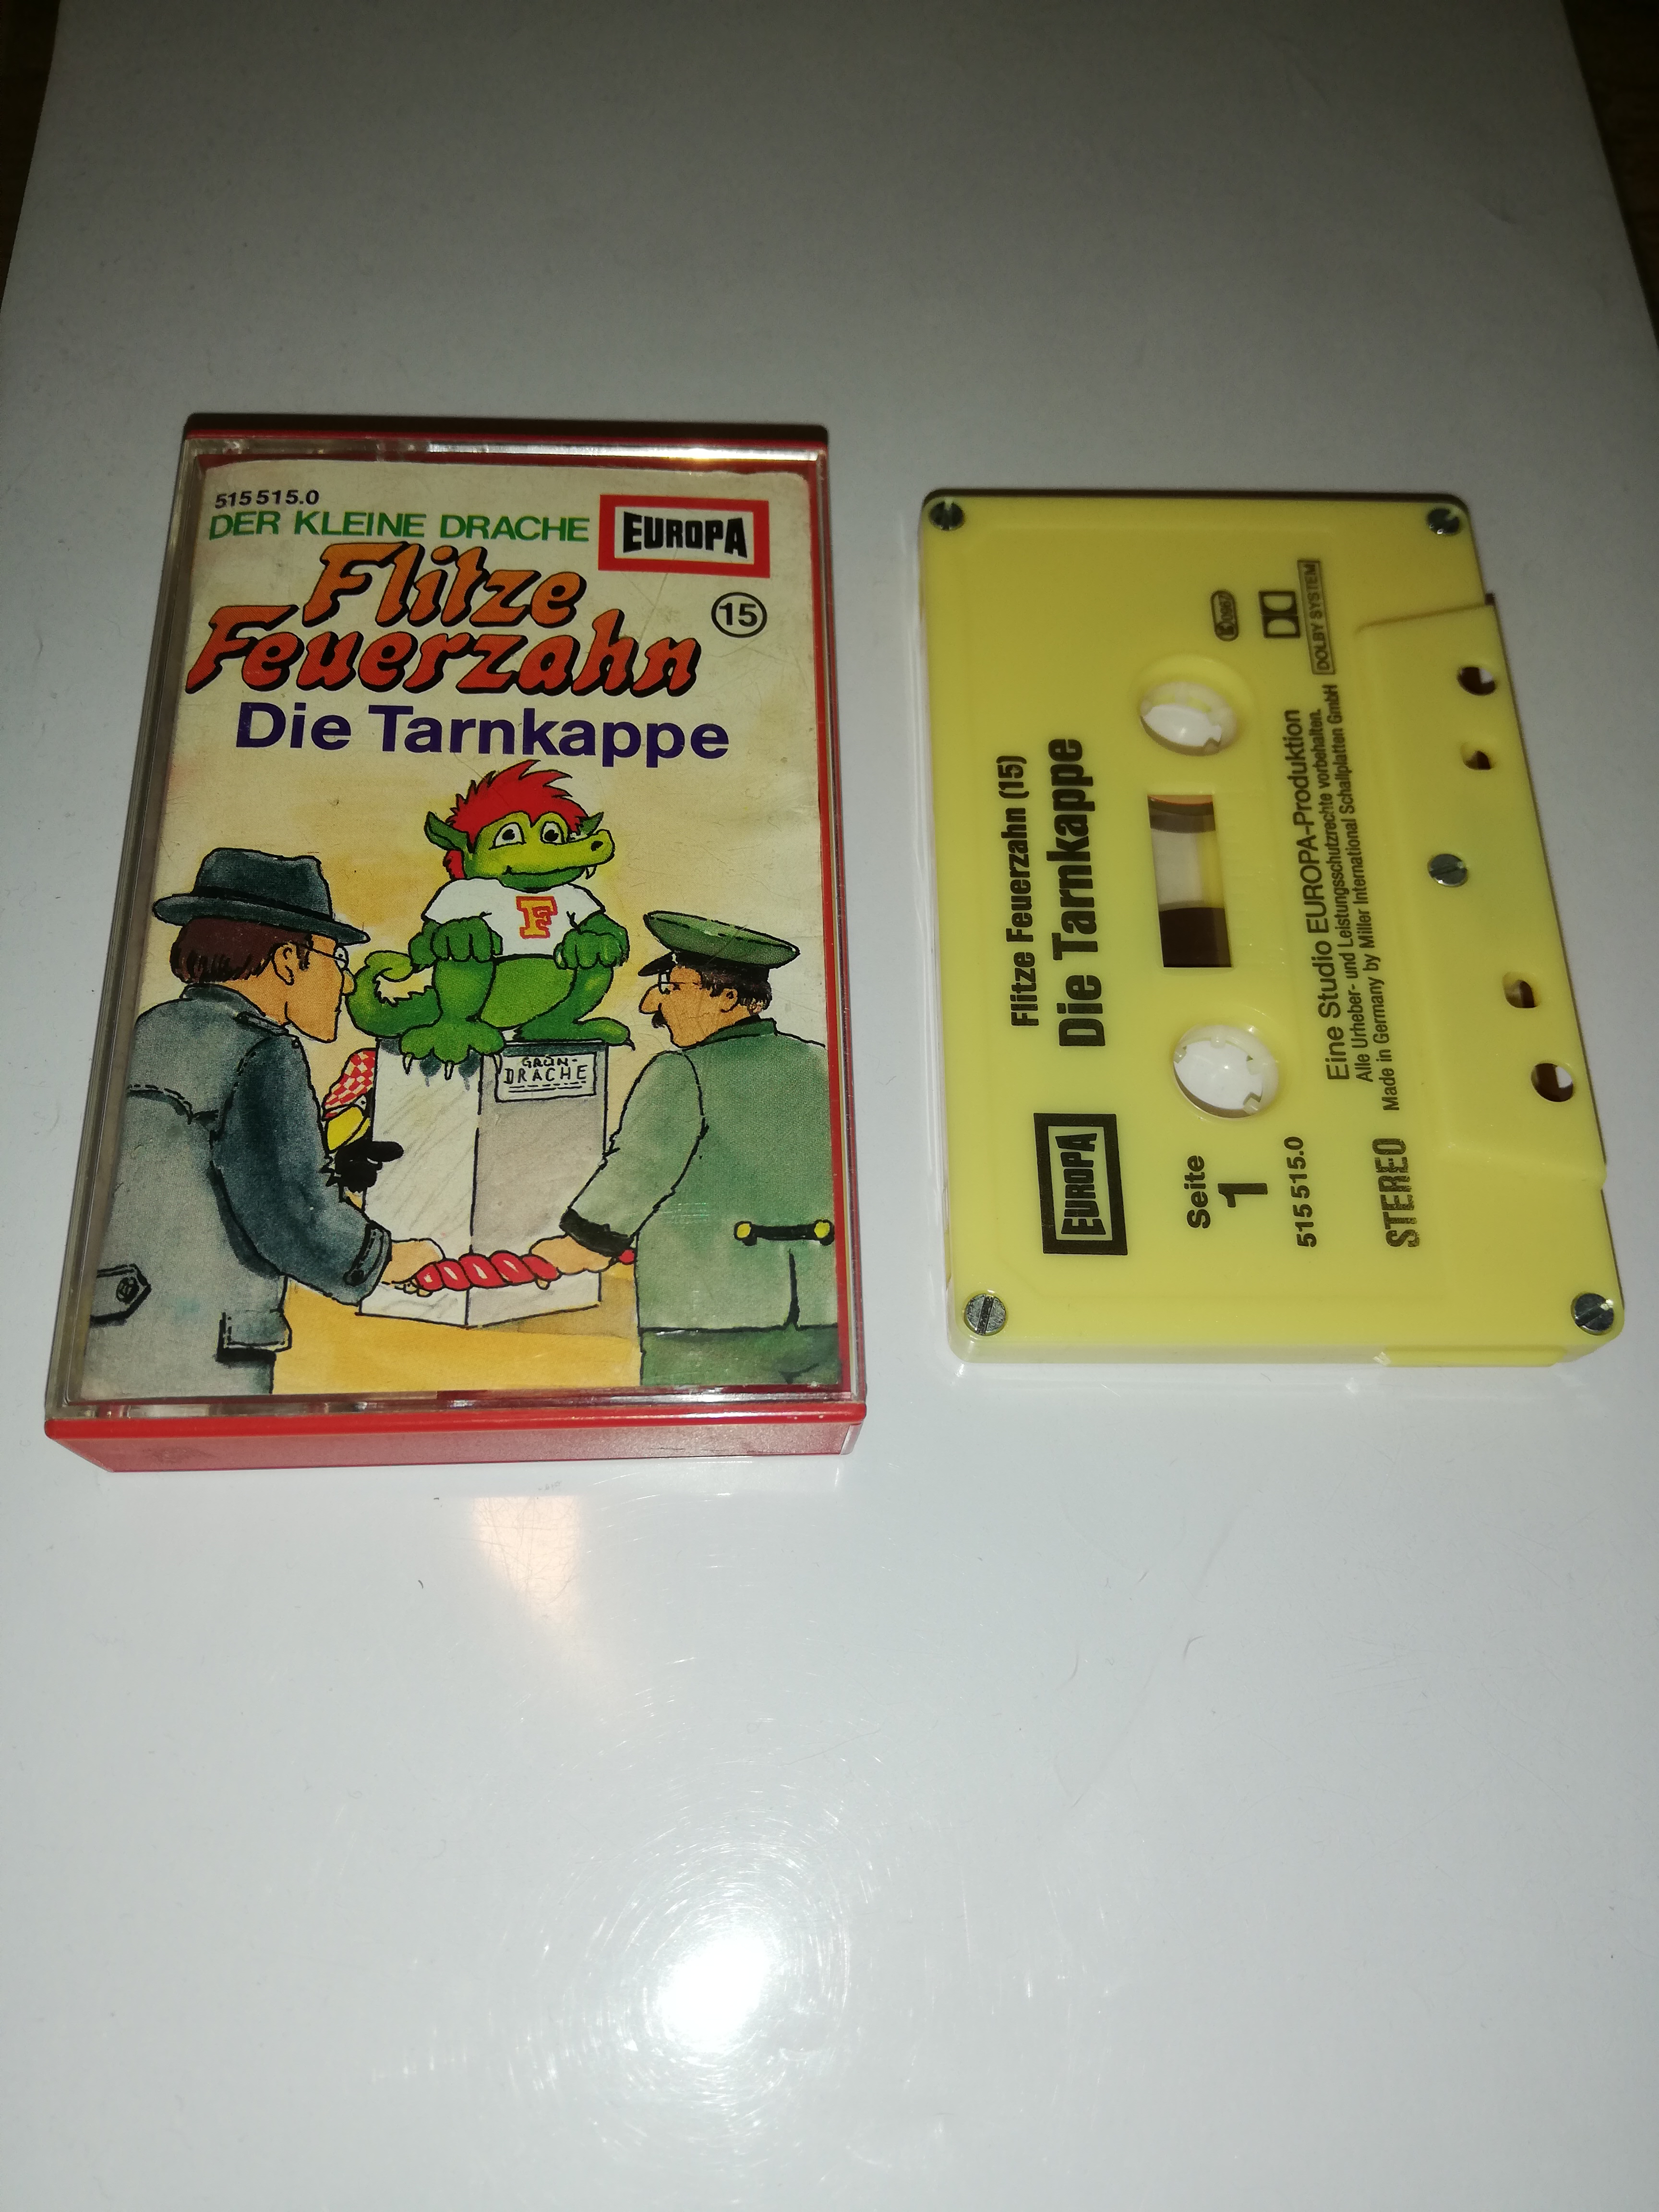 515 515.0
DER KLEINE DRACHE
EUROPA
Flitze
Feuerzahn
15
Die Tarnkappe
F
GRÜN-
DRACHE
Flitze Feuerzahn (15)
Die Tarnkappe
EUROPA
Seite
1
515 515.0
STEREO
Eine Studio EUROPA-Produktion
Alle Urheber- und Leistungsschutzrechte vorbehalten.
Made in Germany by Miller International Schallplatten GmbH
DOLBY SYSTEM